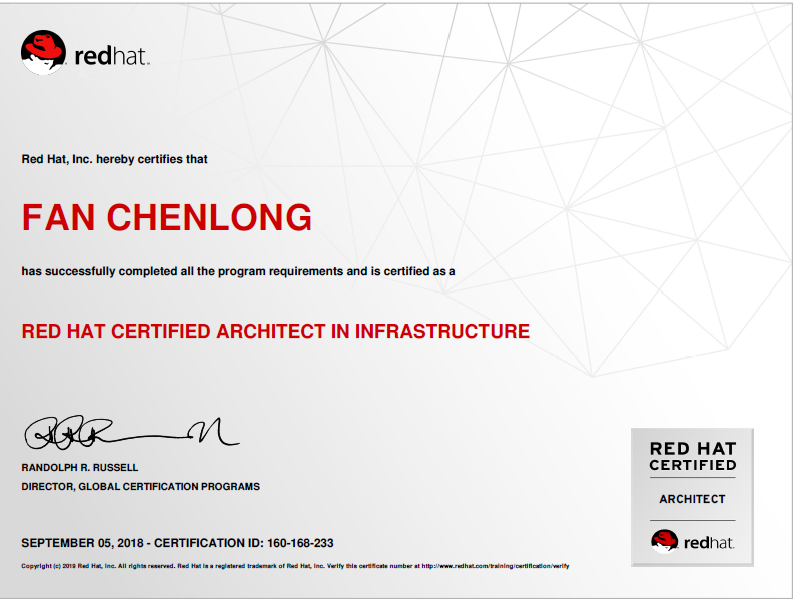 redhat.
Red Hat, Inc. hereby certifies that
FAN CHENLONG
has successfully completed all the program requirements and is certified as a
RED HAT CERTIFIED ARCHITECT IN INFRASTRUCTURE
RANDOLPH R. RUSSELL
DIRECTOR, GLOBAL CERTIFICATION PROGRAMS
SEPTEMBER 05, 2018 - CERTIFICATION ID: 160-168-233
Copyright (c) 2019 Red Hat, Inc. All rights reserved. Red Hat is a registered trademark of Red Hat, Inc. Verify this certificate number at http://www.redhat.com/training/certification/verify
RED HAT
CERTIFIED
ARCHITECT
redhat.